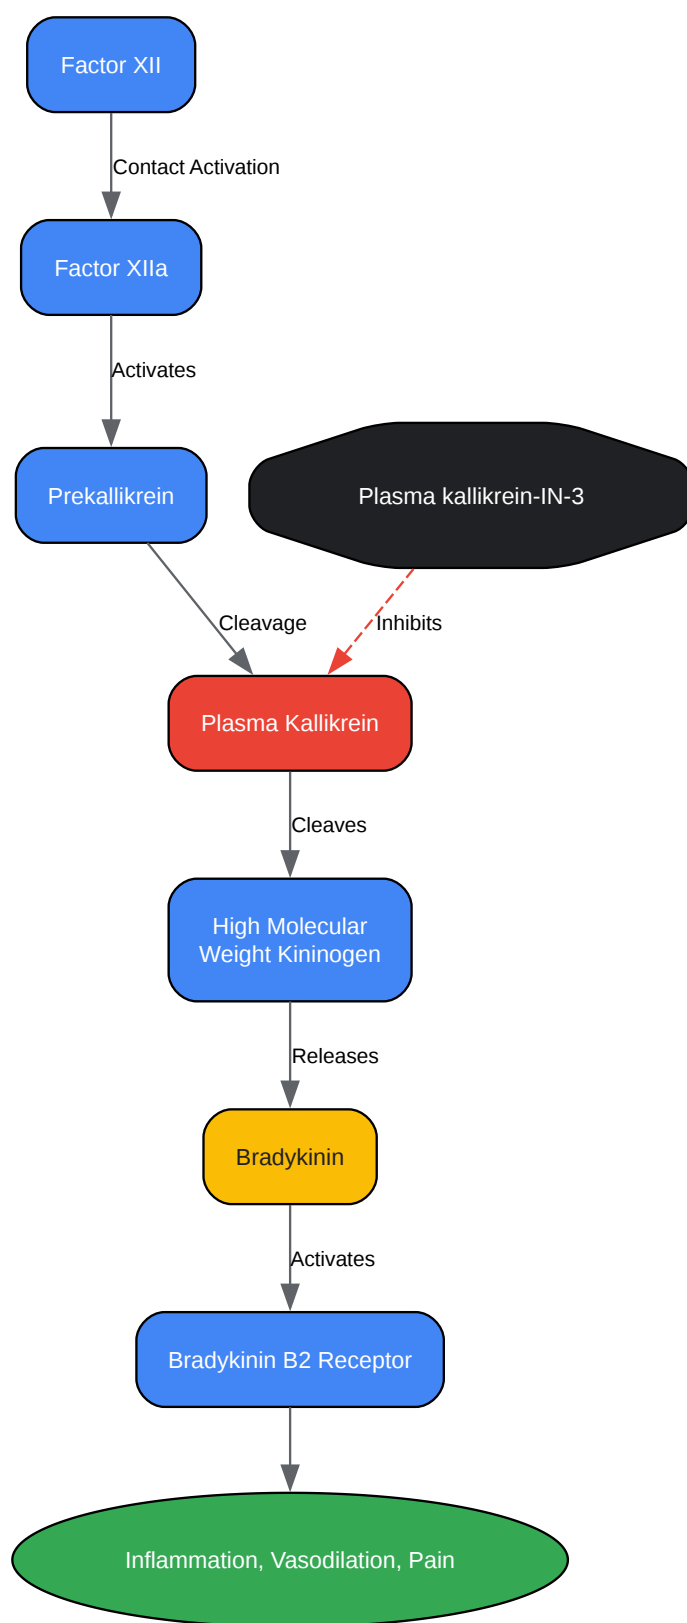 Factor XII
Contact Activation
Factor XIIa
Activates
Prekallikrein
Plasma kallikrein-IN-3
Cleavage
Inhibits
Plasma Kallikrein
Cleaves
High Molecular
Weight Kininogen
Releases
Bradykinin
Activates
Bradykinin B2 Receptor
Inflammation, Vasodilation, Pain